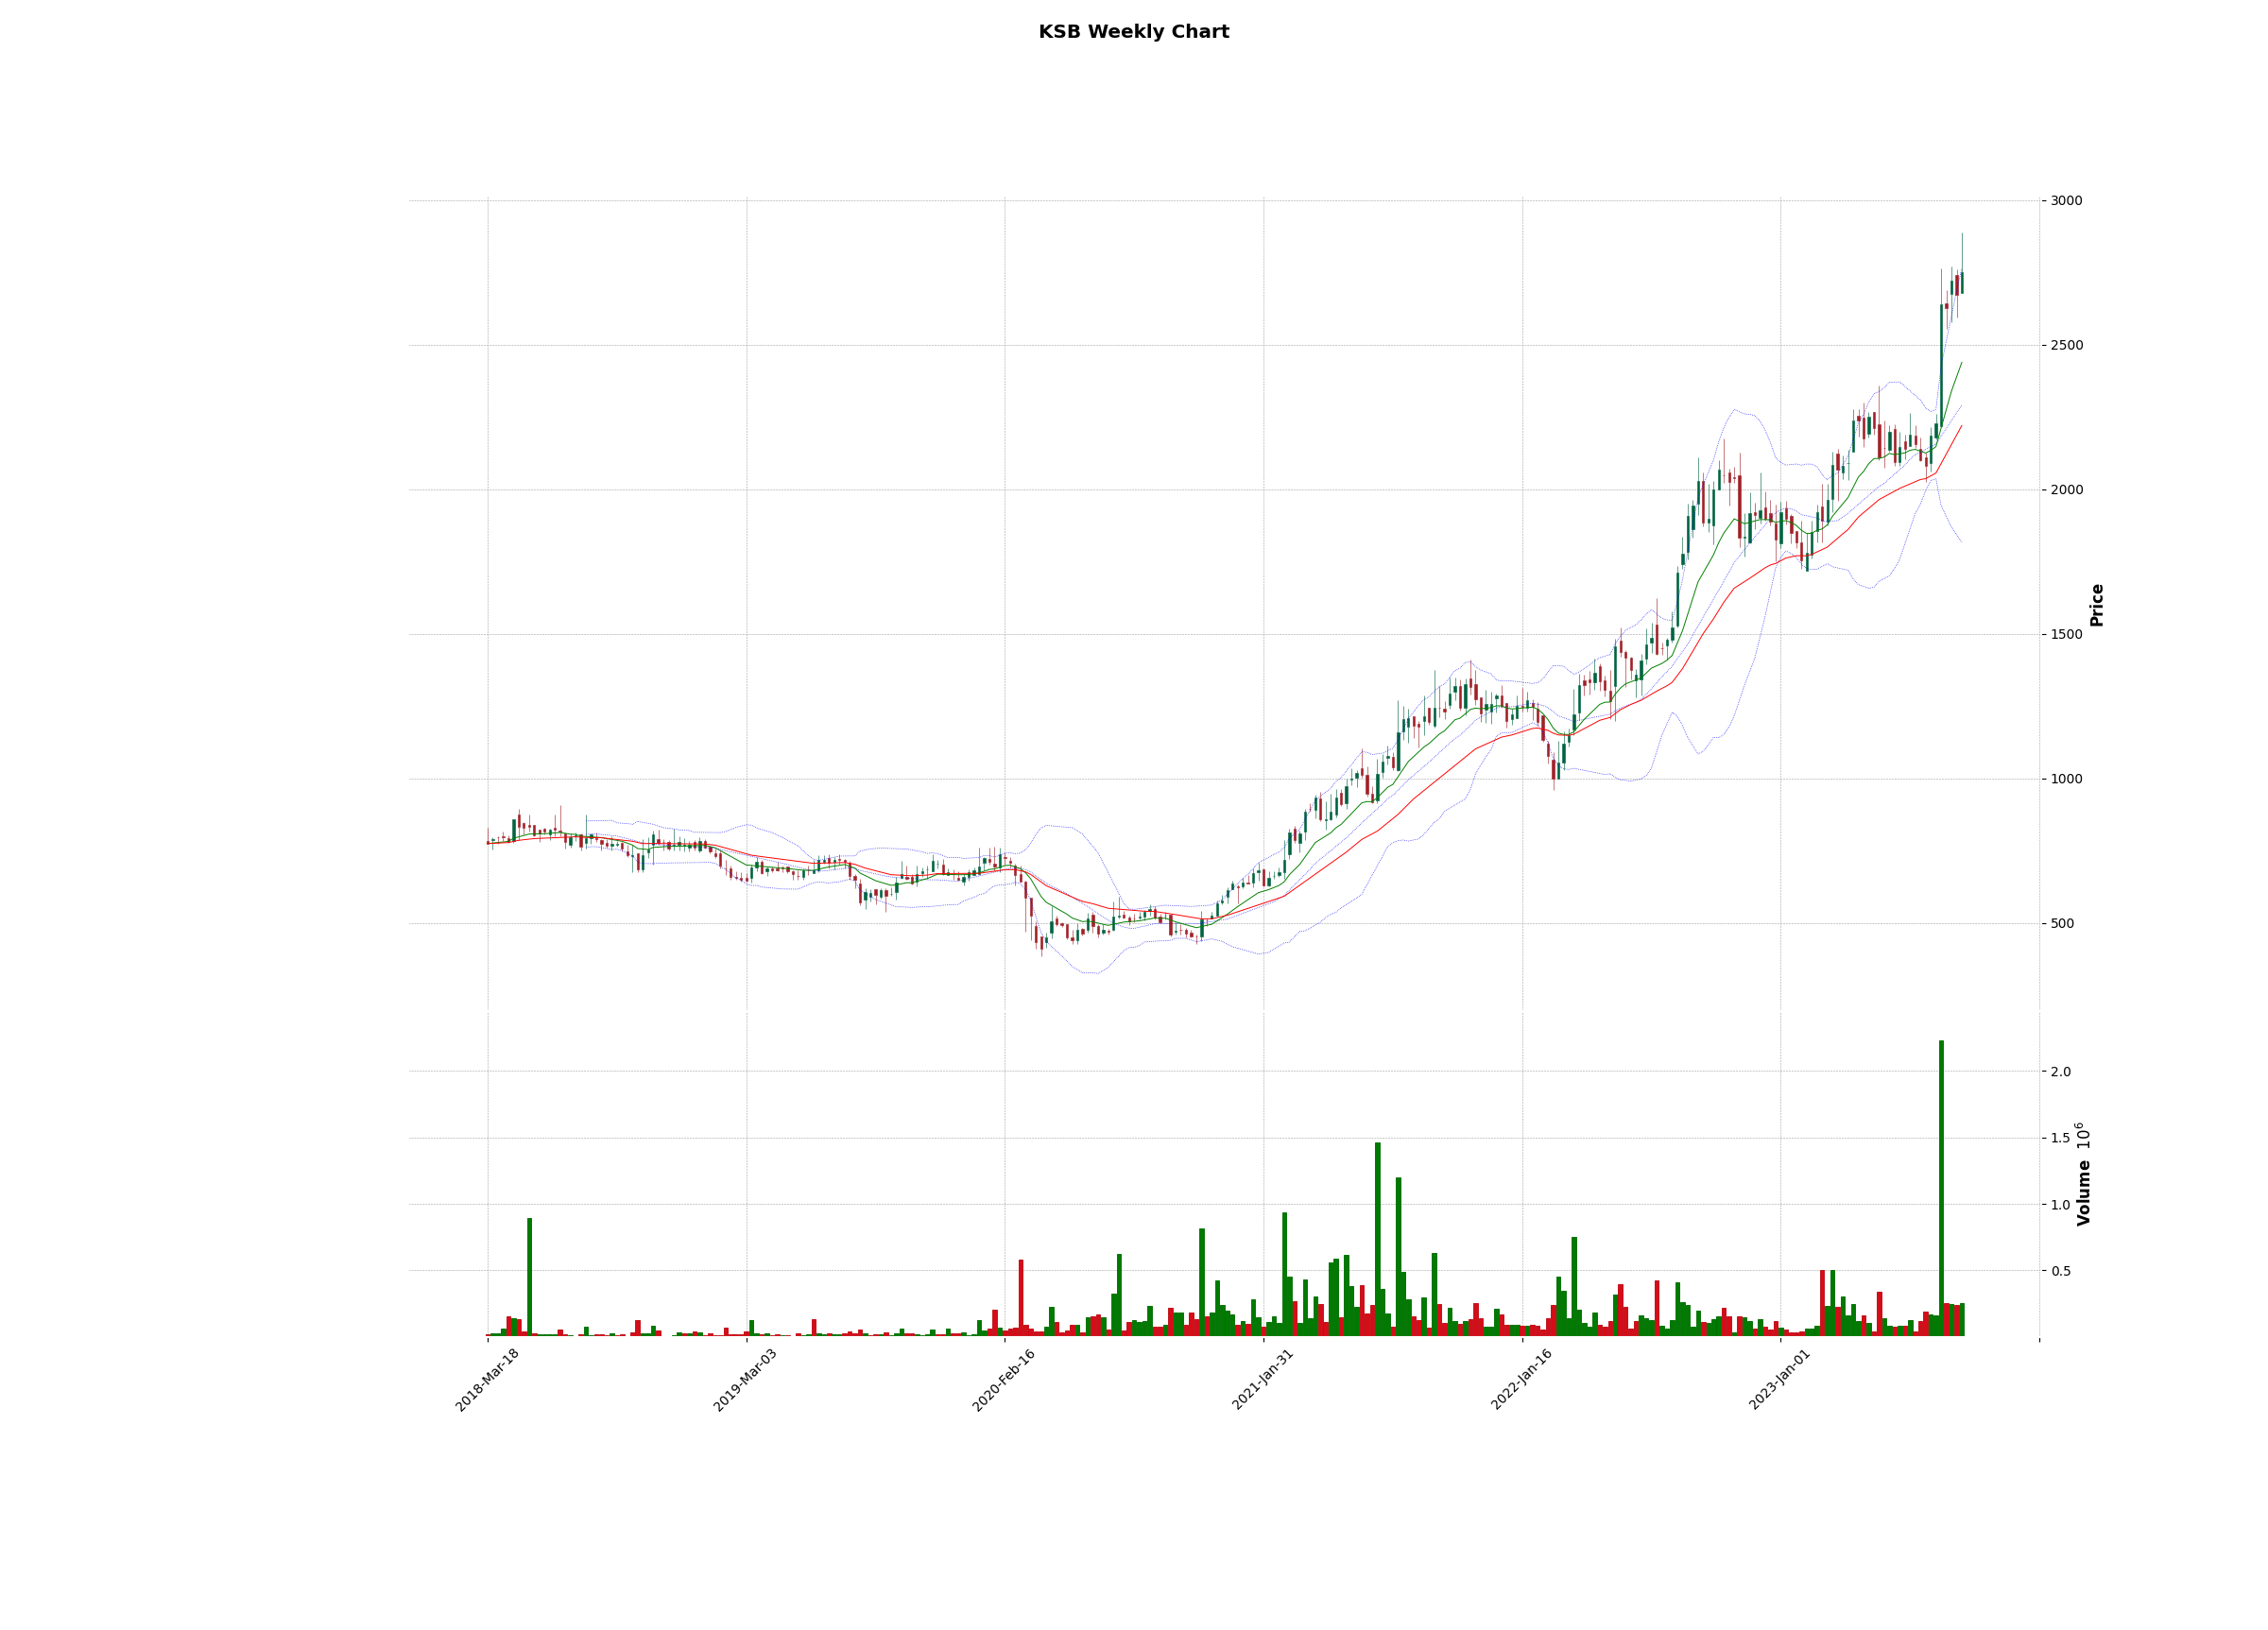 KSB Weekly Chart
3000
2500
2000
1500
1000
500
Price
2.0
1.5
1.0
0.5
Volume 10^6
2018-Mar-18
2019-Mar-03
2020-Feb-16
2021-Jan-31
2022-Jan-16
2023-Jan-01